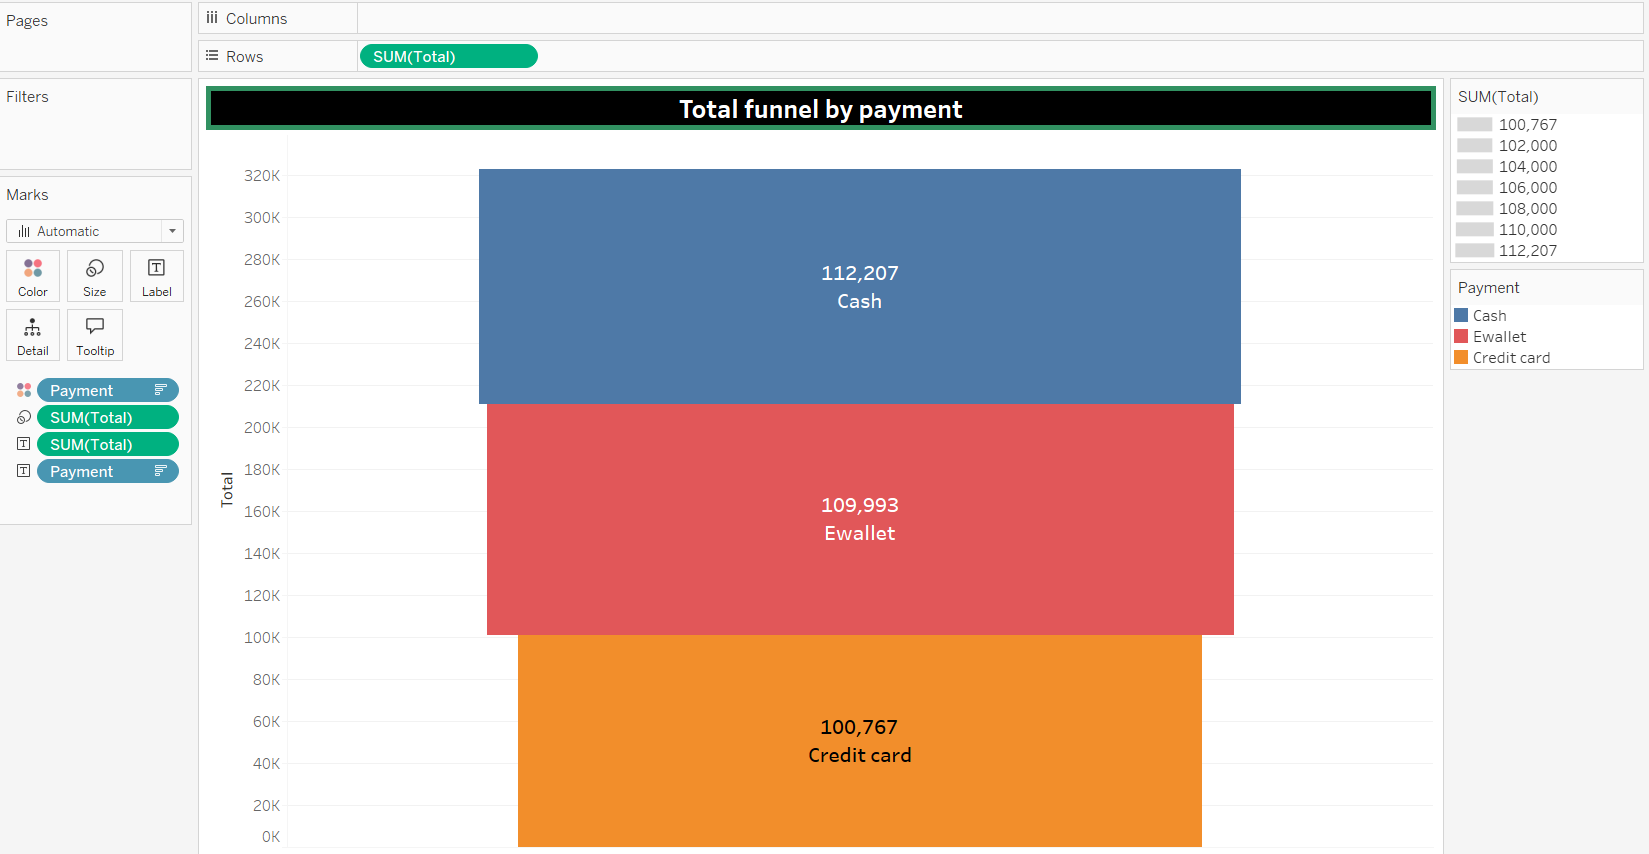 Pages
Columns
Rows
SUM(Total)
Filters
Marks
Automatic
Color
Size
Label
Detail
Tooltip
Payment
SUM(Total)
SUM(Total)
Payment
Total funnel by payment
Total
320K
300K
280K
260K
240K
220K
200K
180K
160K
140K
120K
100K
80K
60K
40K
20K
0K
112,207
Cash
109,993
Ewallet
100,767
Credit card
SUM(Total)
100,767
102,000
104,000
106,000
108,000
110,000
112,207
Payment
Cash
Ewallet
Credit card